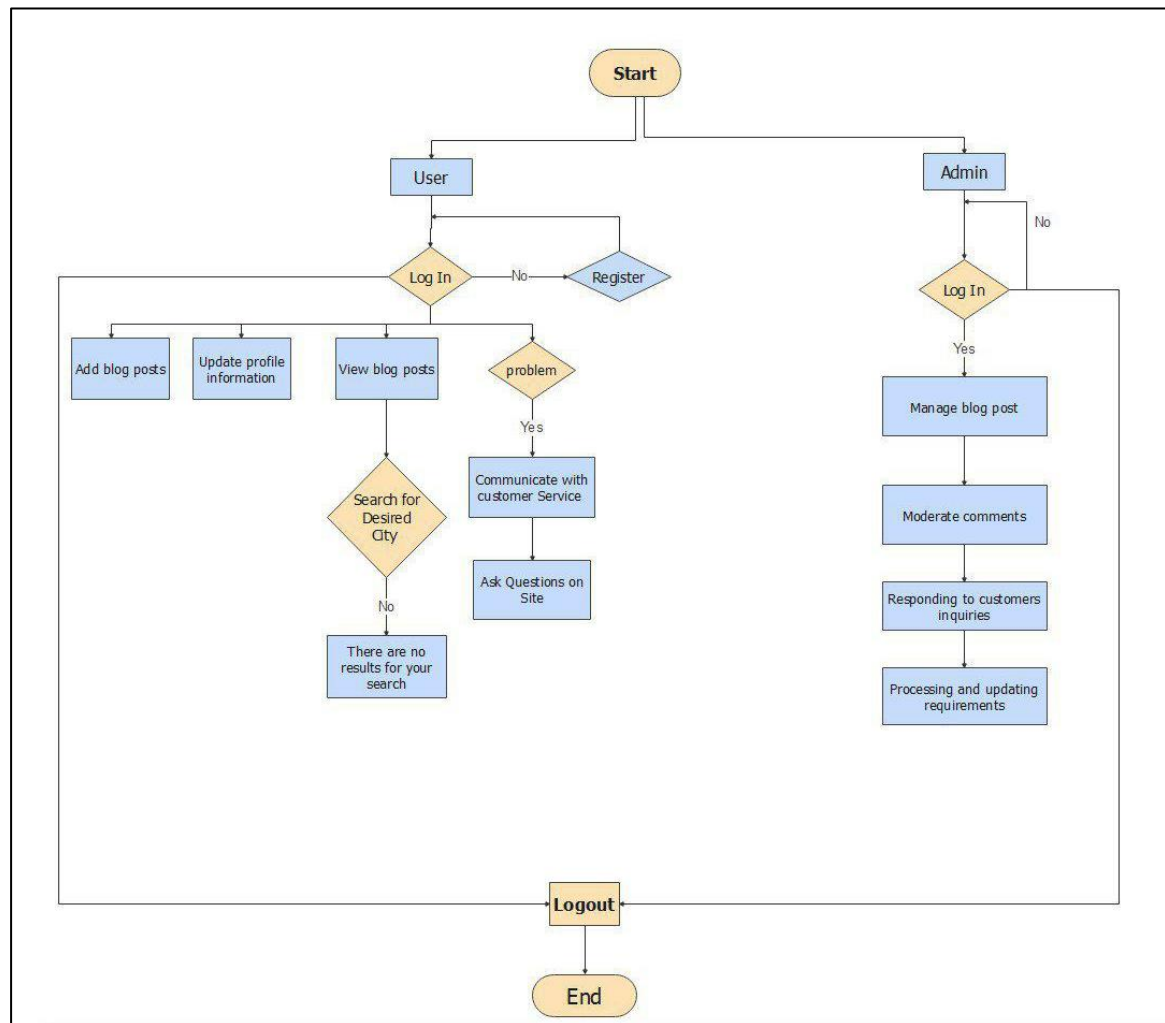 Start
User
Admin
No
Log In
No
Register
Log In
Add blog posts
Update profile
information
View blog posts
problem
Yes
Yes
Manage blog post
Communicate with
customer Service
Search for
Desired
City
Moderate comments
Ask Questions on
Site
Responding to customers
inquiries
No
There are no
results for your
search
Processing and updating
requirements
Logout
End